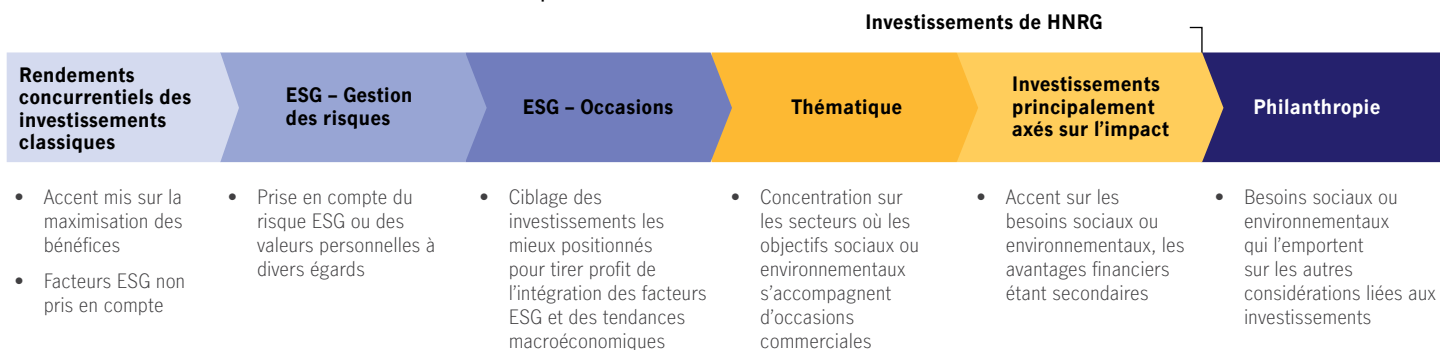 Investissements de HNRG
Rendements
concurrentiels des
investissements
classiques
ESG – Gestion
des risques
ESG – Occasions
Thématique
Investissements
principalement
axés sur l'impact
Philanthropie
• Accent mis sur la
maximisation des
bénéfices
• Facteurs ESG non
pris en compte
• Prise en compte du
risque ESG ou des
valeurs personnelles à
divers égards
• Ciblage des
investissements les
mieux positionnés
pour tirer profit de
l'intégration des facteurs
ESG et des tendances
macroéconomiques
• Concentration sur
les secteurs où les
objectifs sociaux ou
environnementaux
s'accompagnent
d'occasions
commerciales
• Accent sur les
besoins sociaux ou
environnementaux, les
avantages financiers
étant secondaires
• Besoins sociaux ou
environnementaux
qui l'emportent
sur les autres
considérations liées aux
investissements